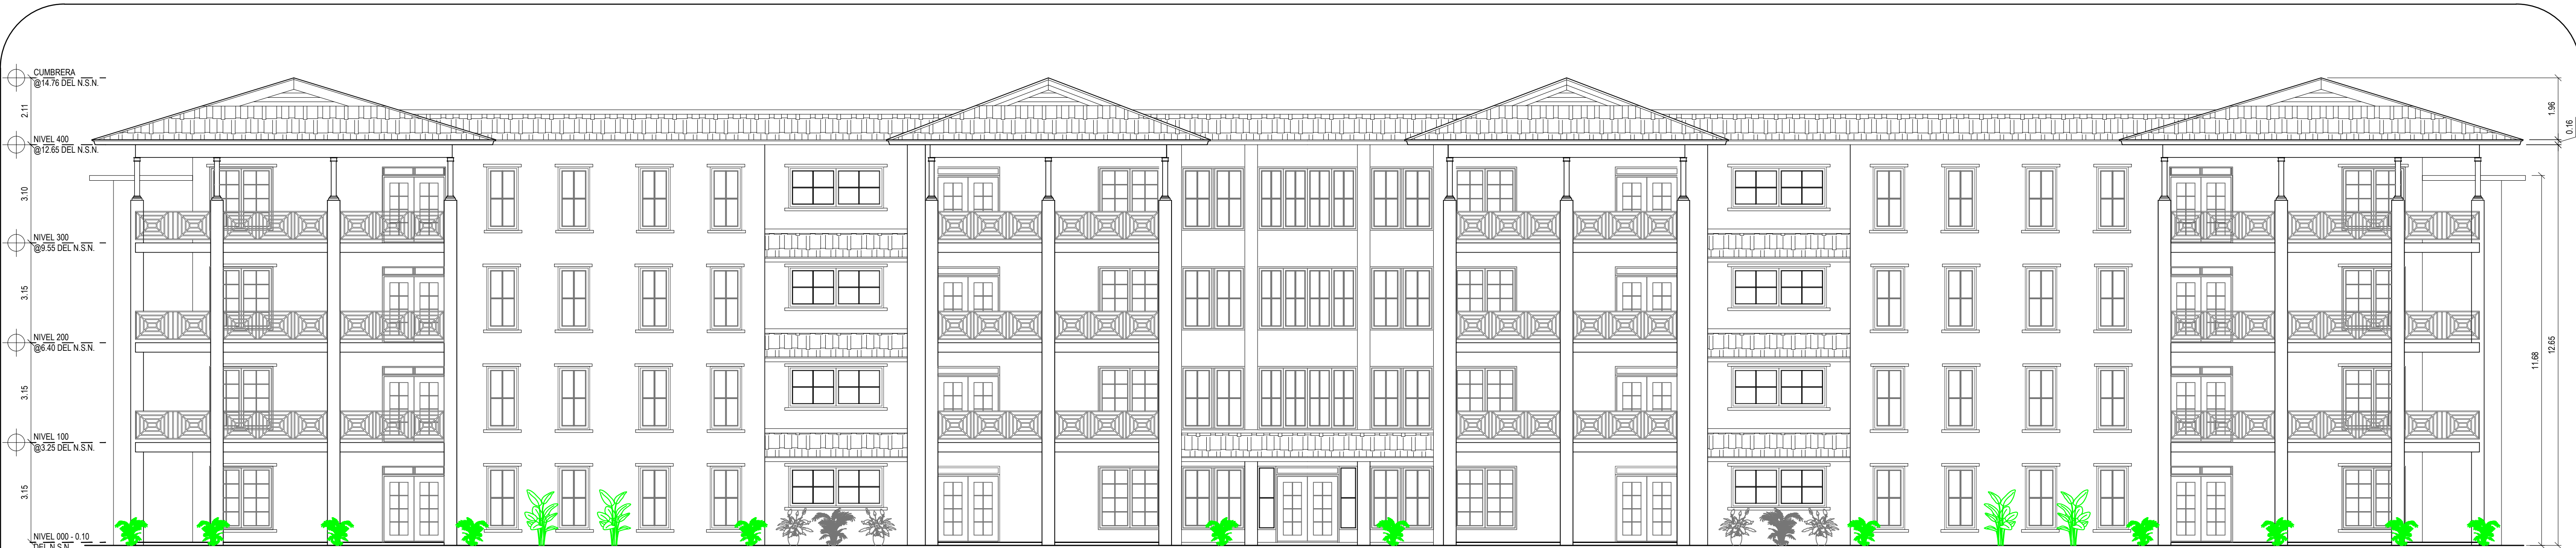 CUMBRERA
@14.76 DEL N.S.N.
2.11
NIVEL 400
@12.65 DEL N.S.N.
3.10
NIVEL 300
@9.55 DEL N.S.N.
3.15
NIVEL 200
@6.40 DEL N.S.N.
3.15
NIVEL 100
@3.25 DEL N.S.N.
3.15
NIVEL 000 - 0.10
DEL N.S.N.
1.96
0.16
11.68
12.65